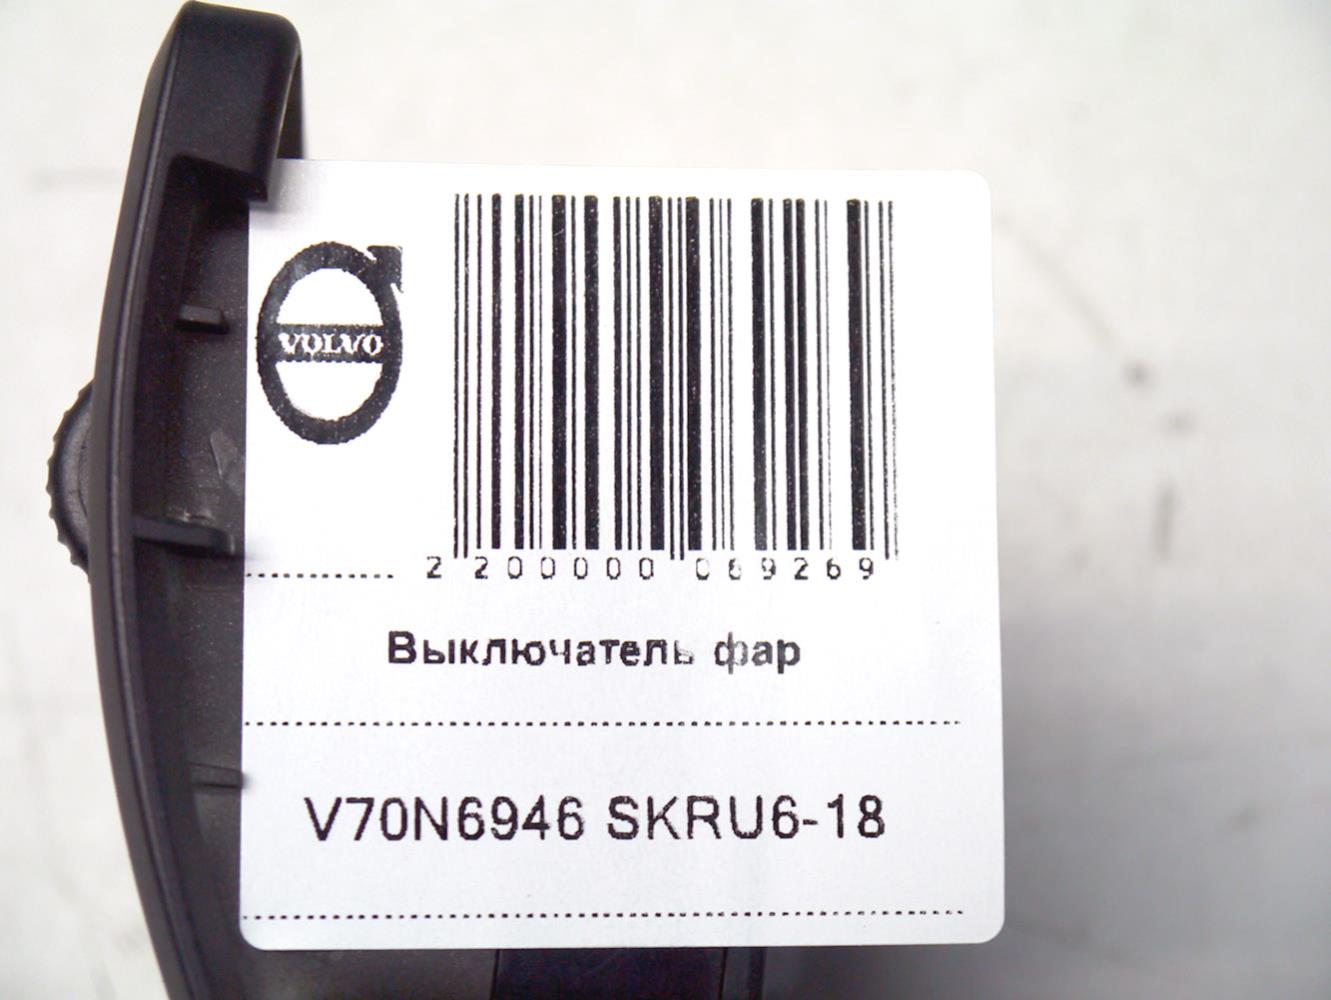 VOLVO
2 200000 069269
Выключатель фар
V70N6946 SKRU6-18